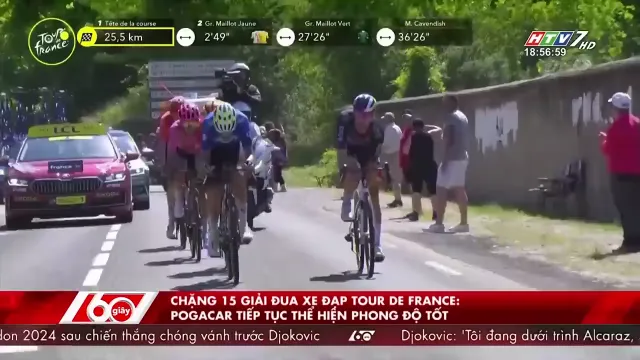 1 Tête de la course
25,5 km
2 Gr. Maillot Jaune
2'49"
Gr. Maillot Vert
27'26"
M. Cavendish
36'26"
HTV7 HD
18:56:59
TOUR de france
LCL
60 giây
CHẶNG 15 GIẢI ĐUA XE ĐẠP TOUR DE FRANCE:
POGACAR TIẾP TỤC THỂ HIỆN PHONG ĐỘ TỐT
don 2024 sau chiến thắng chóng vánh trước Djokovic
Djokovic: 'Tôi đang dưới trình Alcaraz,